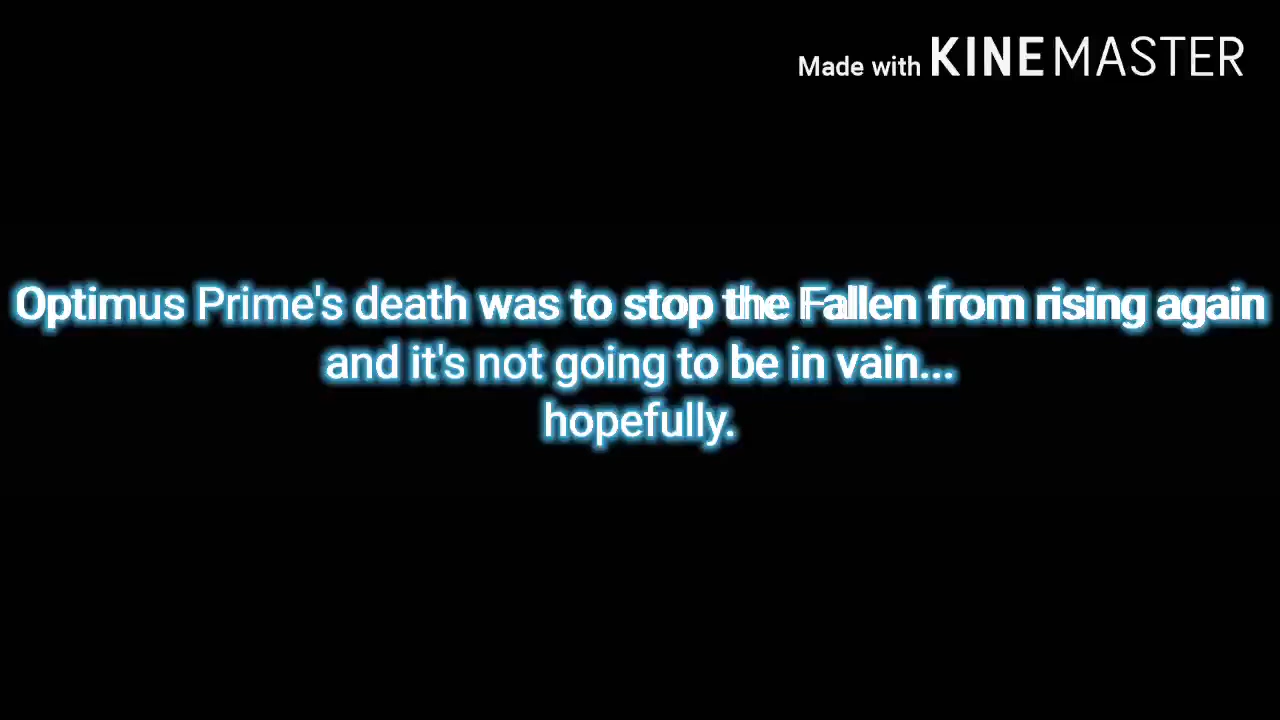 Made with KINEMASTER
Optimus Prime's death was to stop the Fallen from rising again
and it's not going to be in vain...
hopefully.